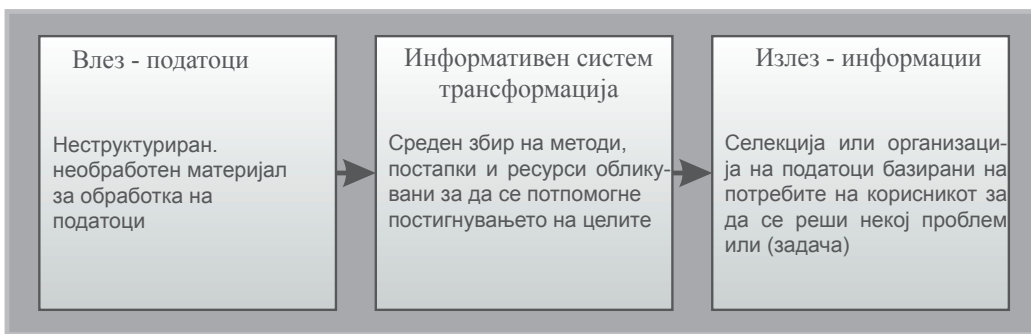 Влез - податоци
Неструктуриран.
необработен материјал
за обработка на
податоци
Информативен систем
трансформација
Среден збир на методи,
постапки и ресурси облику-
вани за да се потпомогне
постигнувањето на целите
Излез - информации
Селекција или организаци-
ја на податоци базирани на
потребите на корисникот за
да се реши некој проблем
или (задача)